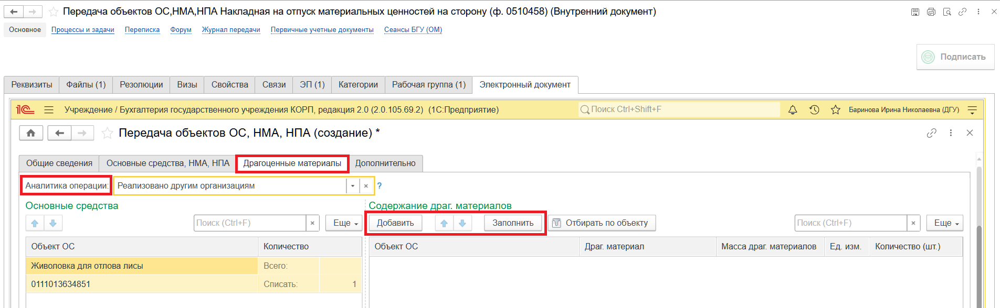 Передача объектов ОС,НМА,НПА Накладная на отпуск материальных ценностей на сторону (ф. 0510458) (Внутренний документ)
Основное Процессы и задачи Переписка Форум Журнал передачи Первичные учетные документы Сеансы БГУ (ОМ)
Подписать
Реквизиты Файлы (1) Резолюции Визы Свойства Связи ЭП (1) Категории Рабочая группа (1) Электронный документ
1С Учреждение / Бухгалтерия государственного учреждения КОРП, редакция 2.0 (2.0.105.69.2) (1С:Предприятие) Поиск Ctrl+Shift+F Баринова Ирина Николаевна (ДГУ)
Передача объектов ОС, НМА, НПА (создание) *
Общие сведения Основные средства, НМА, НПА Драгоценные материалы Дополнительно
Аналитика операции: Реализовано другим организациям × ?
Основные средства Содержание драг. материалов
Поиск (Ctrl+F) × Еще Добавить Заполнить Отбирать по объекту Поиск (Ctrl+F) × Еще
Объект ОС Количество Объект ОС Драг. материал Масса драг. материалов Ед. изм. Количество (шт.)
Живоловка для отлова лисы Всего:
0111013634851 Списать: 1